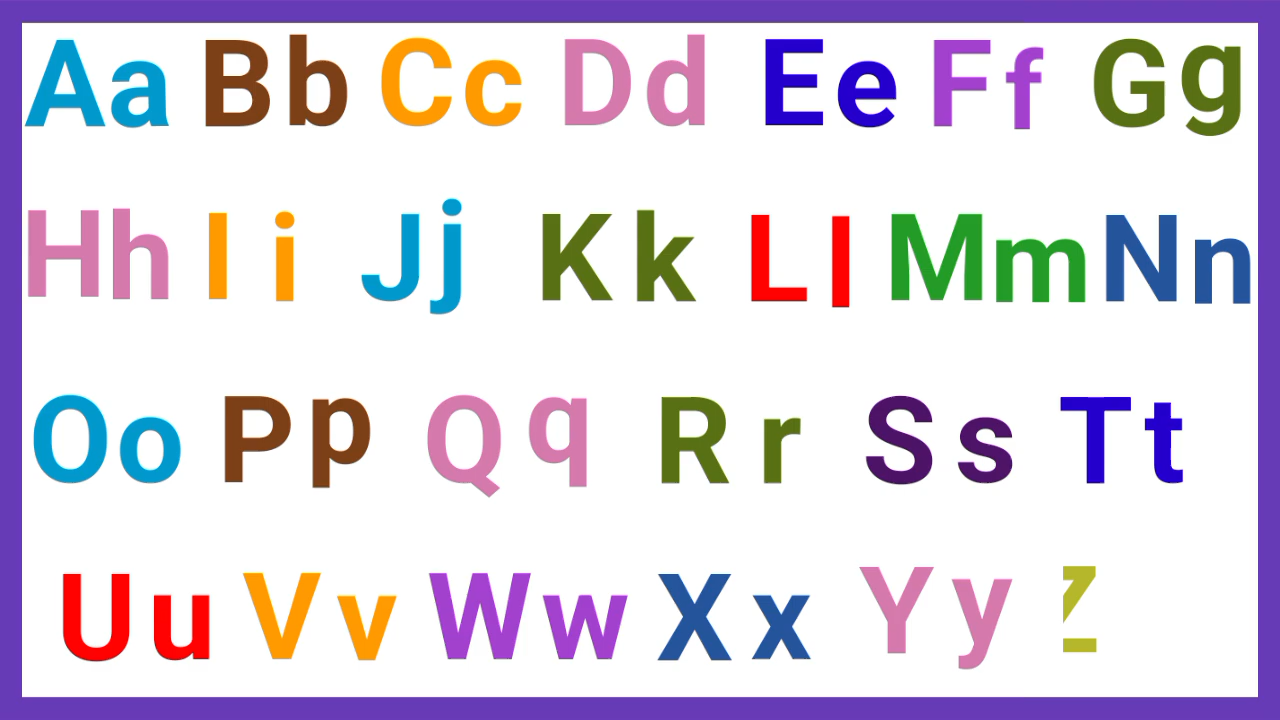 Aa Bb Cc Dd Ee Ff Gg
Hh Ii Jj Kk Ll Mm Nn
Oo Pp Qq Rr Ss Tt
Uu Vv Ww Xx Yy Z